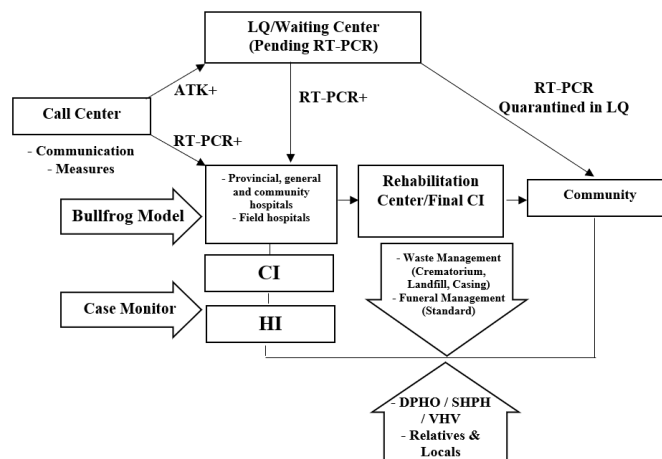 LQ/Waiting Center
(Pending RT-PCR)
ATK+
RT-PCR+
RT-PCR
Quarantined in LQ
Call Center
RT-PCR+
- Communication
- Measures
- Provincial, general
and community
hospitals
- Field hospitals
Rehabilitation
Center/Final CI
Community
Bullfrog Model
CI
- Waste Management
(Crematorium,
Landfill, Casing)
- Funeral Management
(Standard)
Case Monitor
HI
- DPHO / SHPH
/ VHV
- Relatives &
Locals